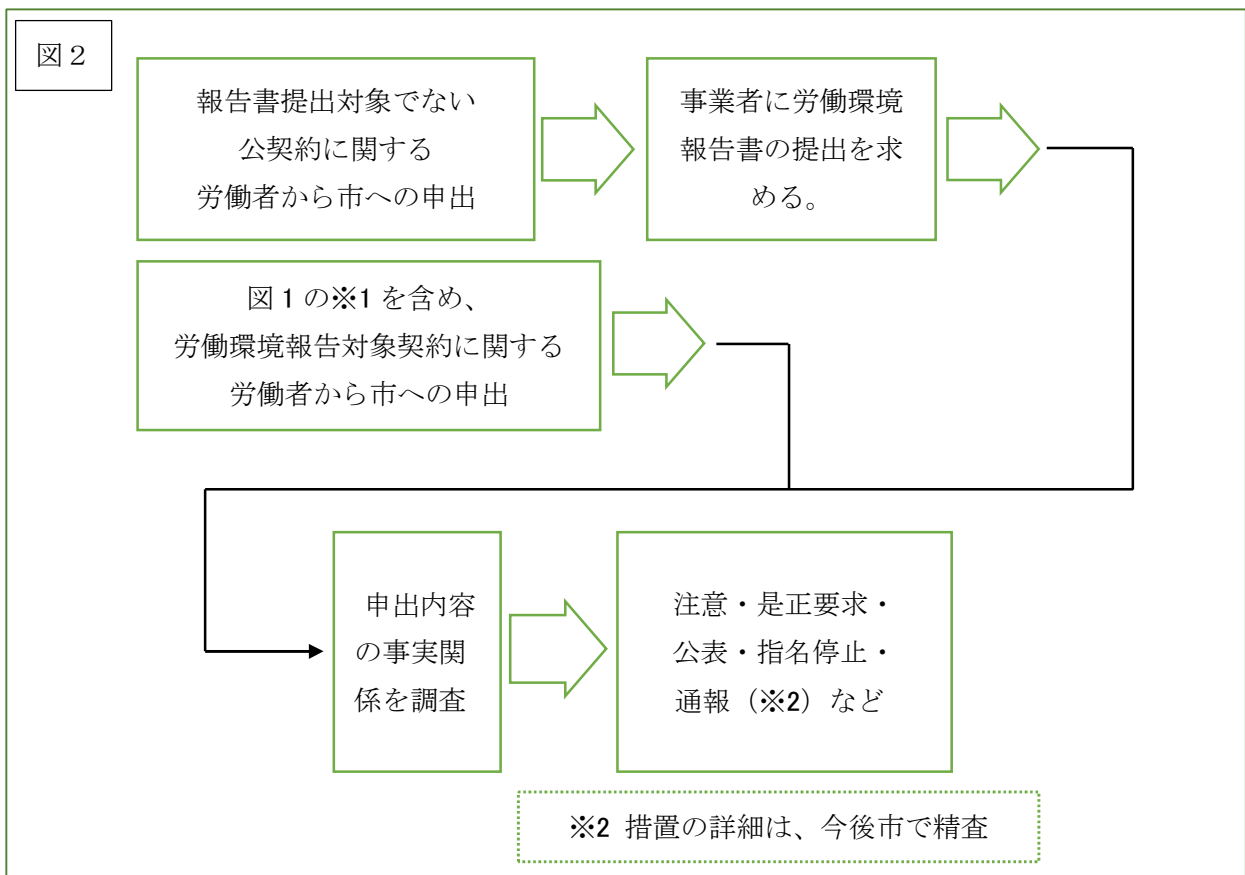 図２
報告書提出対象でない
公契約に関する
労働者から市への申出
事業者に労働環境
報告書の提出を求
める。
図１の※1を含め、
労働環境報告対象契約に関する
労働者から市への申出
申出内容
の事実関
係を調査
注意・是正要求・
公表・指名停止・
通報（※2）など
※2 措置の詳細は、今後市で精査